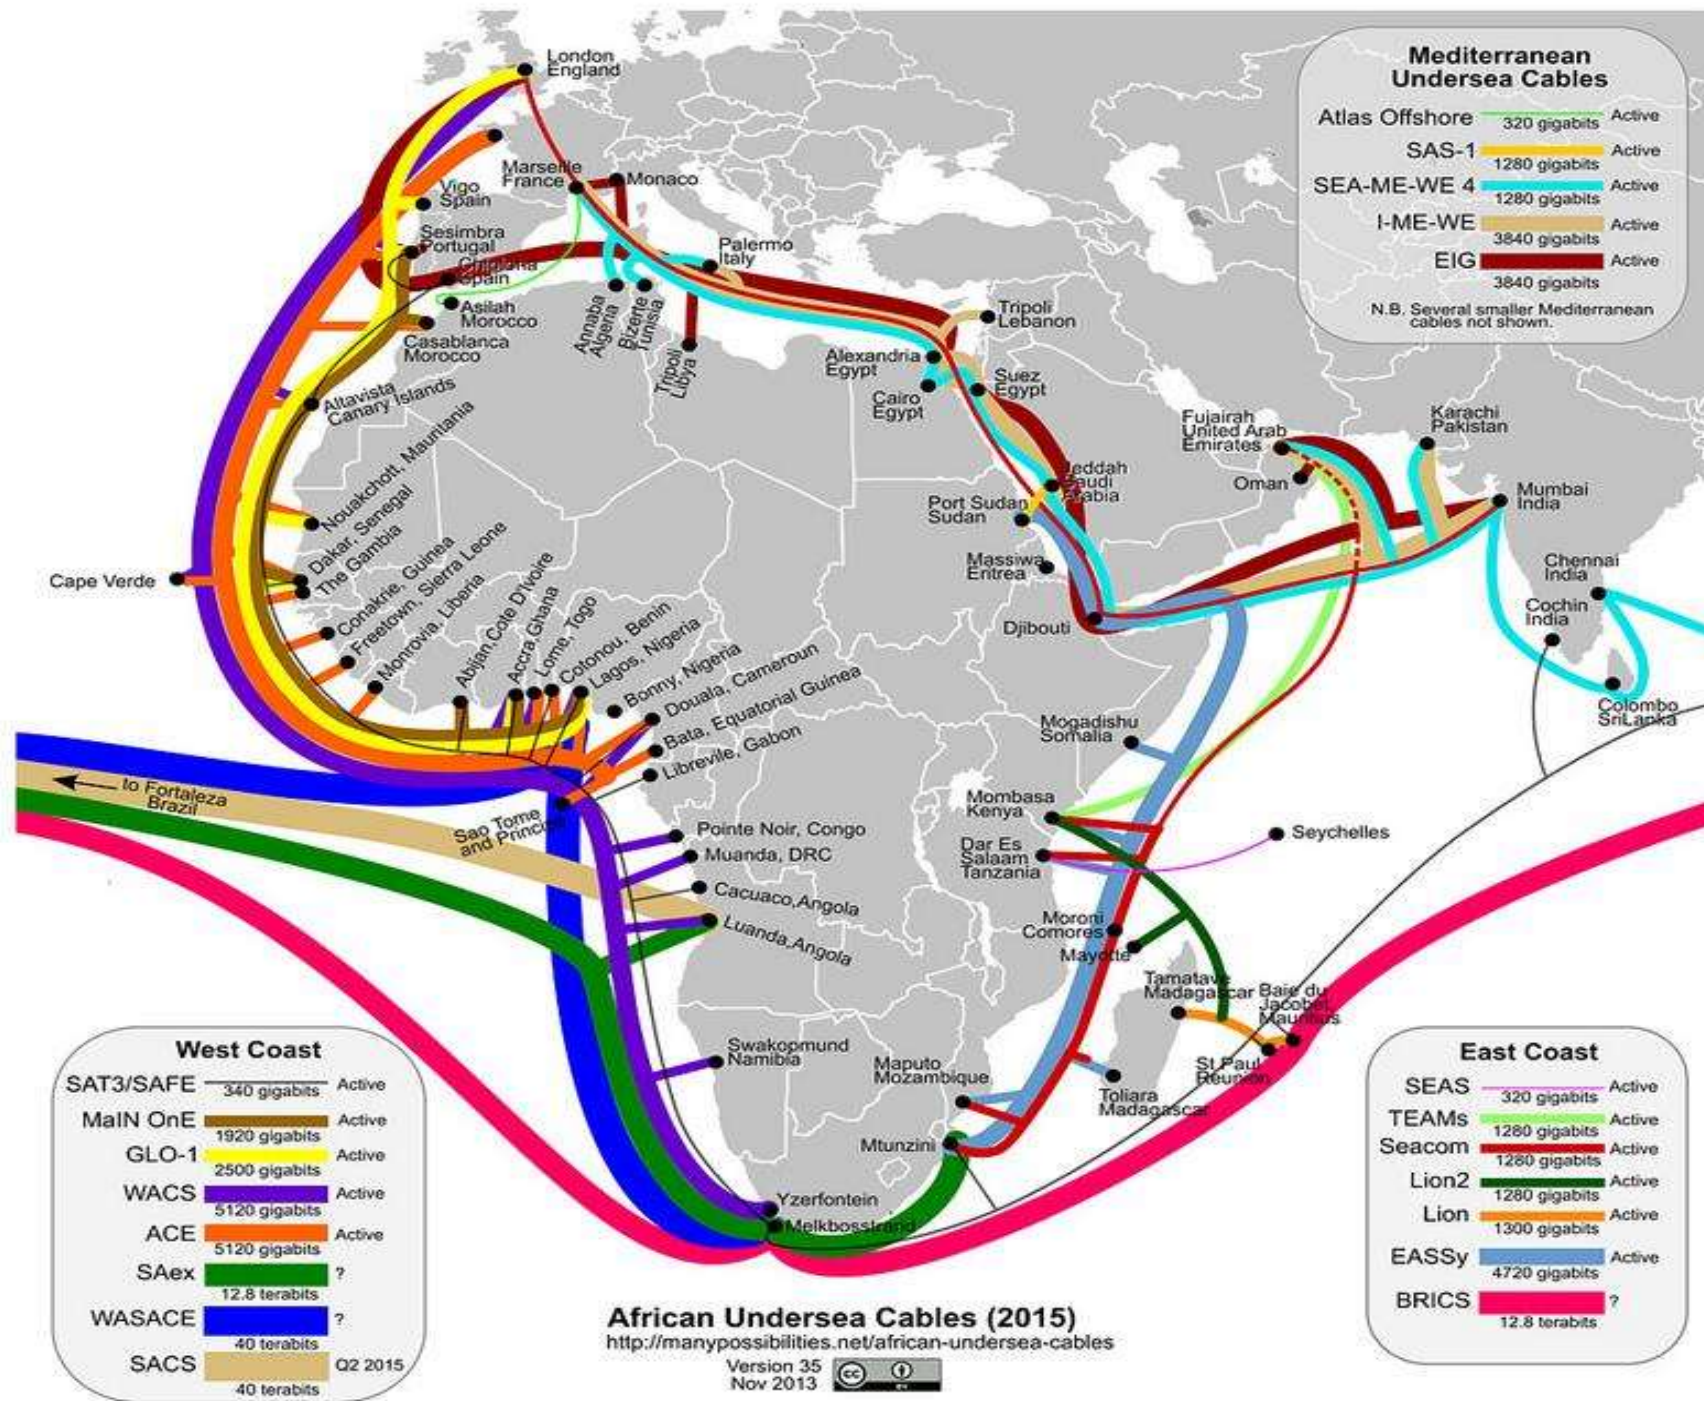 London
England
Marseille
France
Monaco
Vigo
Spain
Sesimbra
Portugal
Chipiona
Spain
Palermo
Italy
Asilah
Morocco
Casablanca
Morocco
Annaba
Algeria
Bizerte
Tunisia
Tripoli
Libya
Tripoli
Lebanon
Alexandria
Egypt
Cairo
Egypt
Suez
Egypt
Altavista
Canary Islands
Nouakchott, Mauritania
Dakar, Senegal
The Gambia
Conakrie, Guinea
Freetown, Sierra Leone
Monrovia, Liberia
Abijan,Cote D'Ivoire
Accra,Ghana
Lome, Togo
Cotonou, Benin
Lagos, Nigeria
Bonny, Nigeria
Douala, Cameroun
Bata, Equatorial Guinea
Libreville, Gabon
Cape Verde
to Fortaleza
Brazil
Sao Tome
and Principe
Pointe Noir, Congo
Muanda, DRC
Cacuaco,Angola
Luanda,Angola
Swakopmund
Namibia
Yzerfontein
Melkbosstrand
Mtunzini
Maputo
Mozambique
Toliara
Madagascar
Tamatave
Madagascar
Baie du
Jacobet,
Mauritius
St Paul
Reunion
Mayotte
Moroni
Comores
Dar Es
Salaam
Tanzania
Mombasa
Kenya
Seychelles
Mogadishu
Somalia
Djibouti
Massiwa
Eritrea
Port Sudan
Sudan
Jeddah
Saudi
Arabia
Fujairah
United Arab
Emirates
Oman
Karachi
Pakistan
Mumbai
India
Chennai
India
Cochin
India
Colombo
SriLanka
Mediterranean
Undersea Cables
Atlas Offshore 320 gigabits Active
SAS-1 1280 gigabits Active
SEA-ME-WE 4 1280 gigabits Active
I-ME-WE 3840 gigabits Active
EIG 3840 gigabits Active
N.B. Several smaller Mediterranean
cables not shown.
West Coast
SAT3/SAFE 340 gigabits Active
MaIN OnE 1920 gigabits Active
GLO-1 2500 gigabits Active
WACS 5120 gigabits Active
ACE 5120 gigabits Active
SAex 12.8 terabits ?
WASACE 40 terabits ?
SACS 40 terabits Q2 2015
East Coast
SEAS 320 gigabits Active
TEAMs 1280 gigabits Active
Seacom 1280 gigabits Active
Lion2 1280 gigabits Active
Lion 1300 gigabits Active
EASSy 4720 gigabits Active
BRICS 12.8 terabits ?
African Undersea Cables (2015)
http://manypossibilities.net/african-undersea-cables
Version 35
Nov 2013
cc